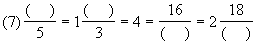 (7) (  )/5 = 1 (  )/3 = 4 = 16/(  ) = 2 18/(  )